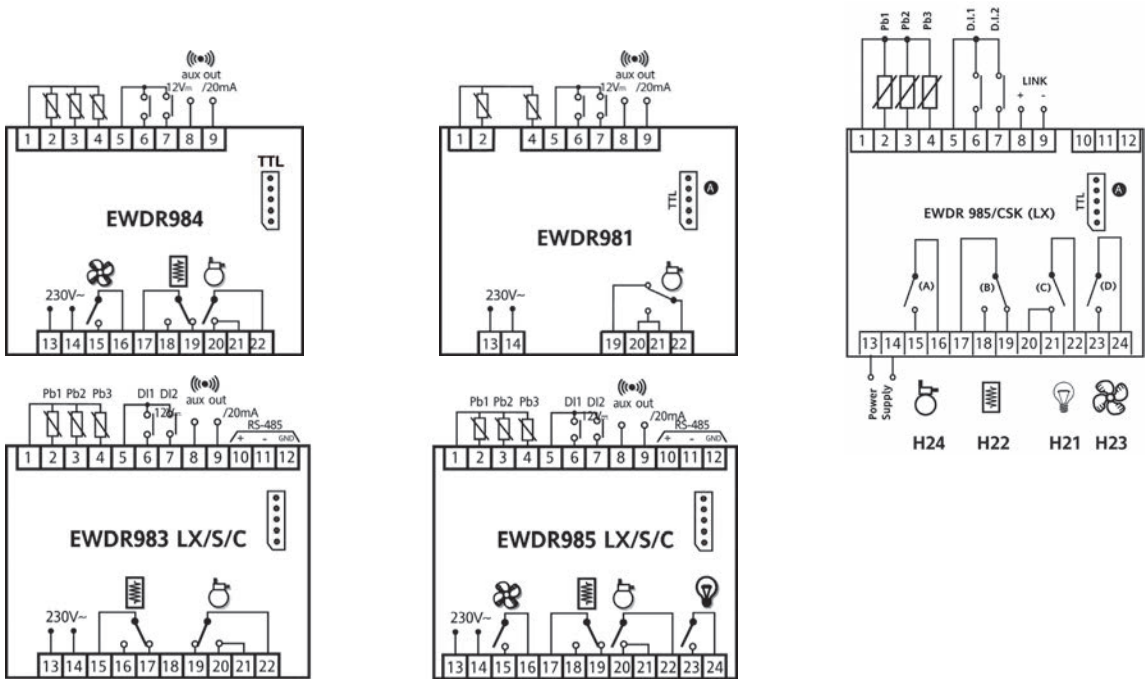 aux out
12V⎓ /20mA
1 2 3 4 5 6 7 8 9
TTL
EWDR984
230V~
13 14 15 16 17 18 19 20 21 22
aux out
12V⎓ /20mA
1 2 4 5 6 7 8 9
TTL
A
EWDR981
230V~
13 14 19 20 21 22
Pb1 Pb2 Pb3 D.I.1 D.I.2
LINK
+ -
1 2 3 4 5 6 7 8 9 10 11 12
TTL
A
EWDR 985/CSK (LX)
(A) (B) (C) (D)
13 14 15 16 17 18 19 20 21 22 23 24
Power Supply
H24 H22 H21 H23
Pb1 Pb2 Pb3 DI1 DI2 aux out
12V⎓ /20mA
RS-485
+ - GND
1 2 3 4 5 6 7 8 9 10 11 12
EWDR983 LX/S/C
230V~
13 14 15 16 17 18 19 20 21 22
Pb1 Pb2 Pb3 DI1 DI2 aux out
12V⎓ /20mA
RS-485
+ - GND
1 2 3 4 5 6 7 8 9 10 11 12
EWDR985 LX/S/C
230V~
13 14 15 16 17 18 19 20 21 22 23 24